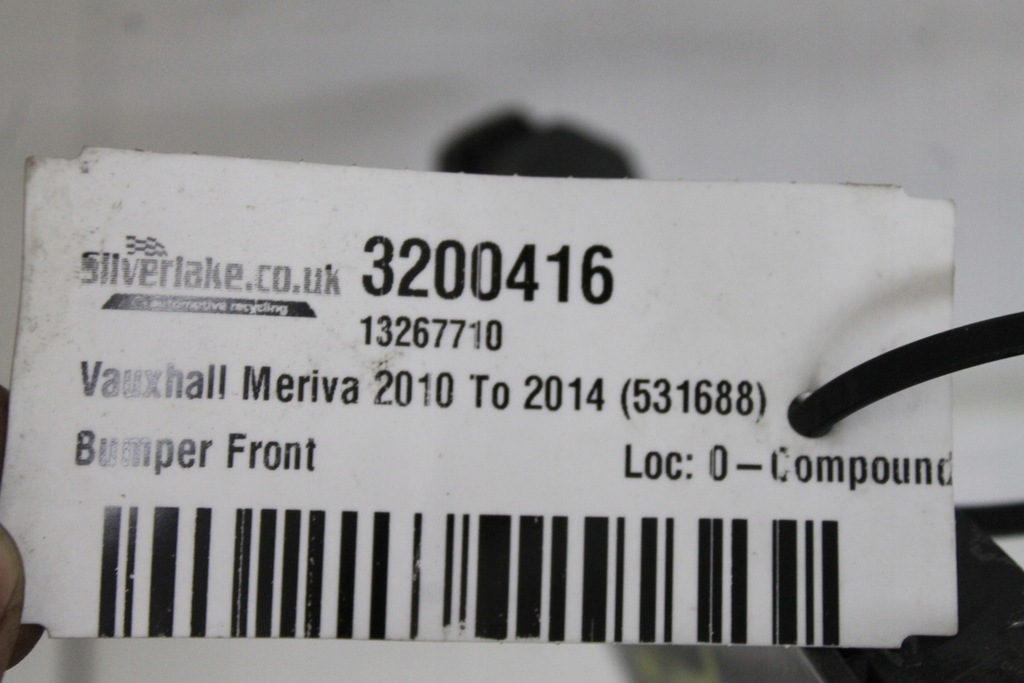 Silverlake.co.uk 3200416
automotive recycling
13267710
Vauxhall Meriva 2010 To 2014 (531688)
Bumper Front Loc: 0-Compound